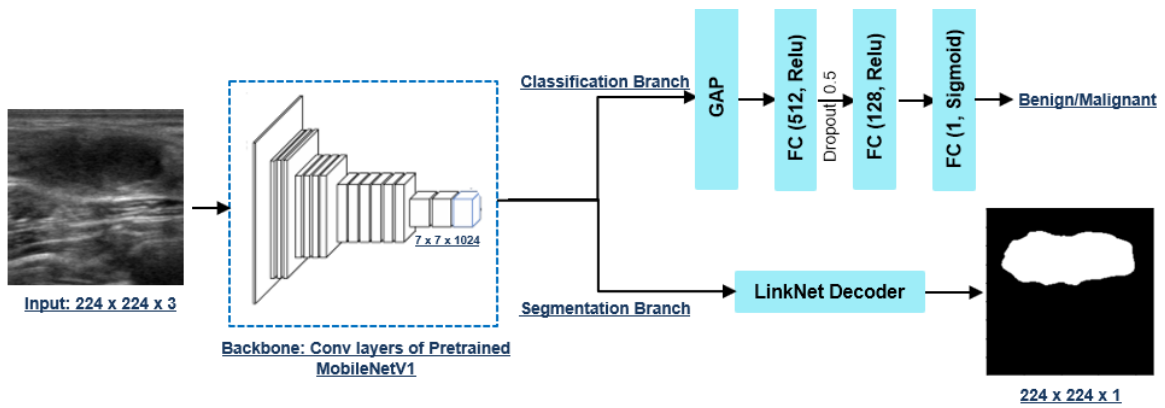 Input: 224 x 224 x 3
7 x 7 x 1024
Backbone: Conv layers of Pretrained
MobileNetV1
Classification Branch
GAP
FC (512, Relu)
Dropout 0.5
FC (128, Relu)
FC (1, Sigmoid)
Benign/Malignant
Segmentation Branch
LinkNet Decoder
224 x 224 x 1